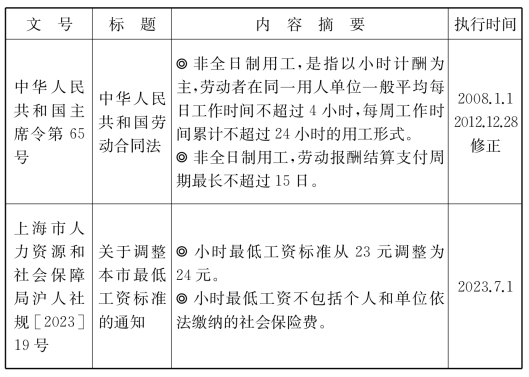 文 号 标 题 内 容 摘 要 执行时间
中华人民
共和国主
席令第 65
号
中华人民
共和国劳
动合同法
◎ 非全日制用工,是指以小时计酬为
主,劳动者在同一用人单位一般平均每
日工作时间不超过 4 小时,每周工作时
间累计不超过 24 小时的用工形式。
◎ 非全日制用工,劳动报酬结算支付周
期最长不超过 15 日。
2008.1.1
2012.12.28
修正
上海市人
力资源和
社会保障
局沪人社
规［2023］
19 号
关于调整
本市最低
工资标准
的通知
◎ 小时最低工资标准从 23 元调整为
24 元。
◎ 小时最低工资不包括个人和单位依
法缴纳的社会保险费。
2023.7.1